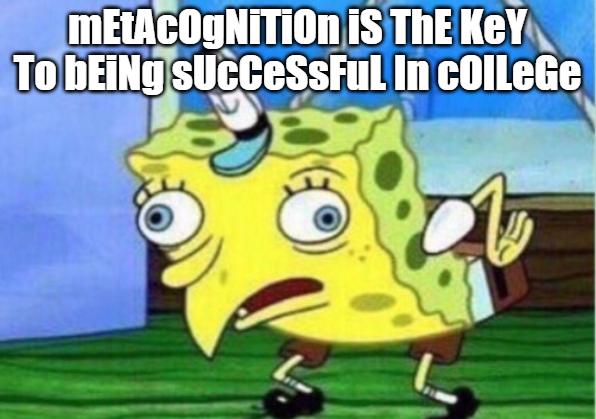 mEtAcOgNiTiOn iS ThE KeY
To bEiNg sUcCeSsFuL In cOlLeGe